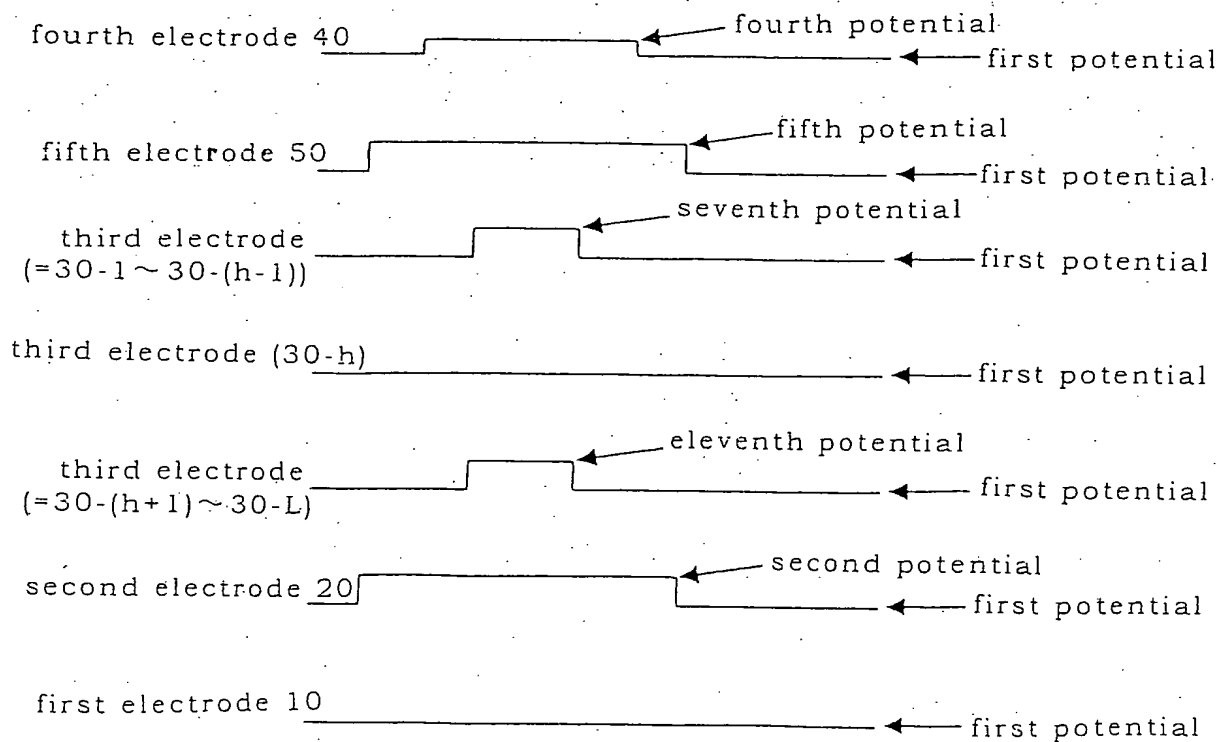 fourth electrode 40
fourth potential
first potential
fifth electrode 50
fifth potential
first potential
third electrode
(=30-1~30-(h-1))
seventh potential
first potential
third electrode (30-h)
first potential
third electrode
(=30-(h+1)~30-L)
eleventh potential
first potential
second electrode 20
second potential
first potential
first electrode 10
first potential